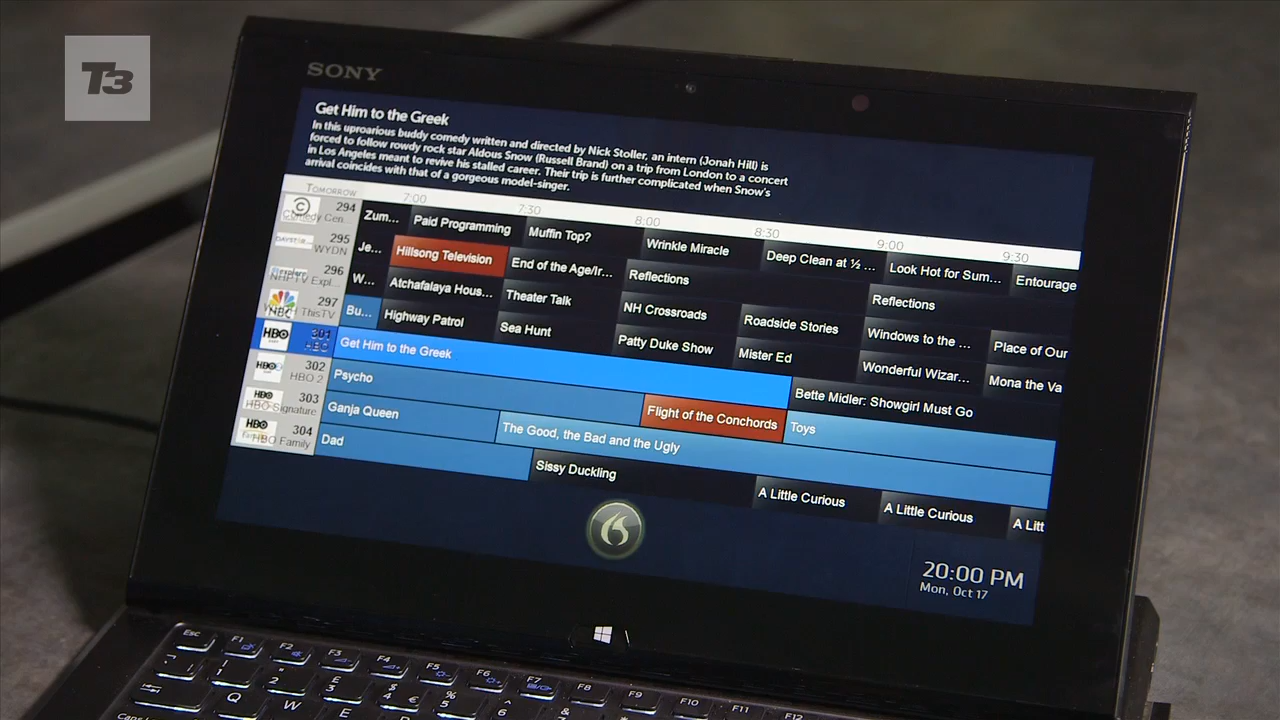 T3
SONY
Get Him to the Greek
In this uproarious buddy comedy written and directed by Nick Stoller, an intern (Jonah Hill) is
forced to follow rowdy rock star Aldous Snow (Russell Brand) on a trip from London to a concert
in Los Angeles meant to revive his stalled career. Their trip is further complicated when Snow's
arrival coincides with that of a gorgeous model-singer.
TOMORROW 7:00 7:30 8:00 8:30 9:00 9:30
294 Comedy Cen... Zum... Paid Programming Muffin Top? Wrinkle Miracle Deep Clean at ½ ... Look Hot for Sum... Entourage
295 WYDN Je... Hillsong Television End of the Age/Ir... Reflections Reflections
296 NHPTV Expl... W... Atchafalaya Hous... Theater Talk NH Crossroads Roadside Stories Windows to the ... Place of Our
297 ThisTV Bu... Highway Patrol Sea Hunt Patty Duke Show Mister Ed Wonderful Wizar... Mona the Va
HBO 301 HBO Get Him to the Greek Bette Midler: Showgirl Must Go
HBO2 302 HBO 2 Psycho Flight of the Conchords Toys
HBO 303 HBO Signature Ganja Queen The Good, the Bad and the Ugly
HBO 304 HBO Family Dad Sissy Duckling A Little Curious A Little Curious A Litt
20:00 PM
Mon, Oct 17
Esc F1 F2 F3 F4 F5 F6 F7 F8 F9 F10 F11 F12
! " £ $ % ^ &
1 2 3 4 € 5 6
Q W E
Caps